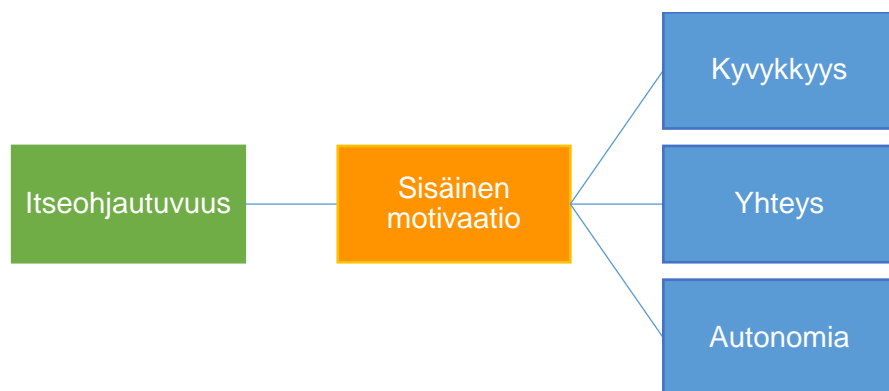 Kyvykkyys
Itseohjautuvuus
Sisäinen
motivaatio
Yhteys
Autonomia